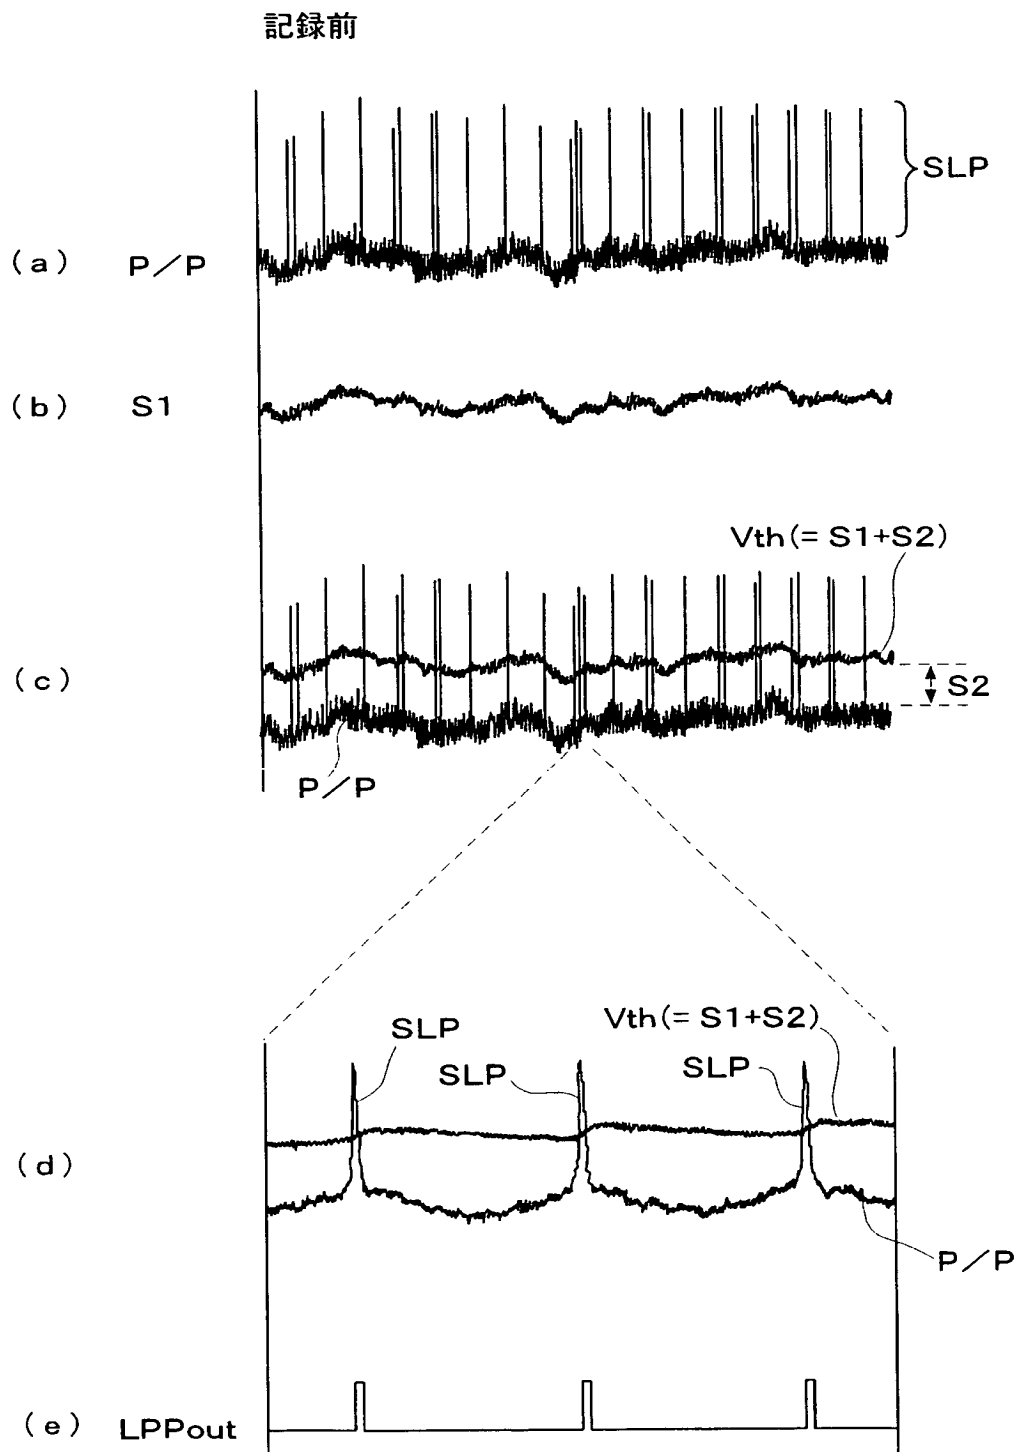 記録前
SLP
(a) P/P
(b) S1
Vth(= S1+S2)
(c)
S2
P/P
SLP
Vth(= S1+S2)
SLP
SLP
(d)
P/P
(e) LPPout